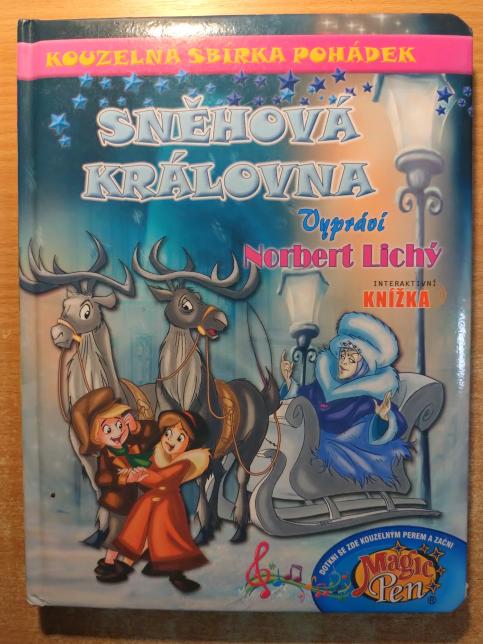 KOUZELNÁ SBÍRKA POHÁDEK
SNĚHOVÁ
KRÁLOVNA
Vypráví
Norbert Lichý
INTERAKTIVNÍ
KNÍŽKA
DOTKNI SE ZDE KOUZELNÝM PEREM A ZAČNI
Magic
Pen®